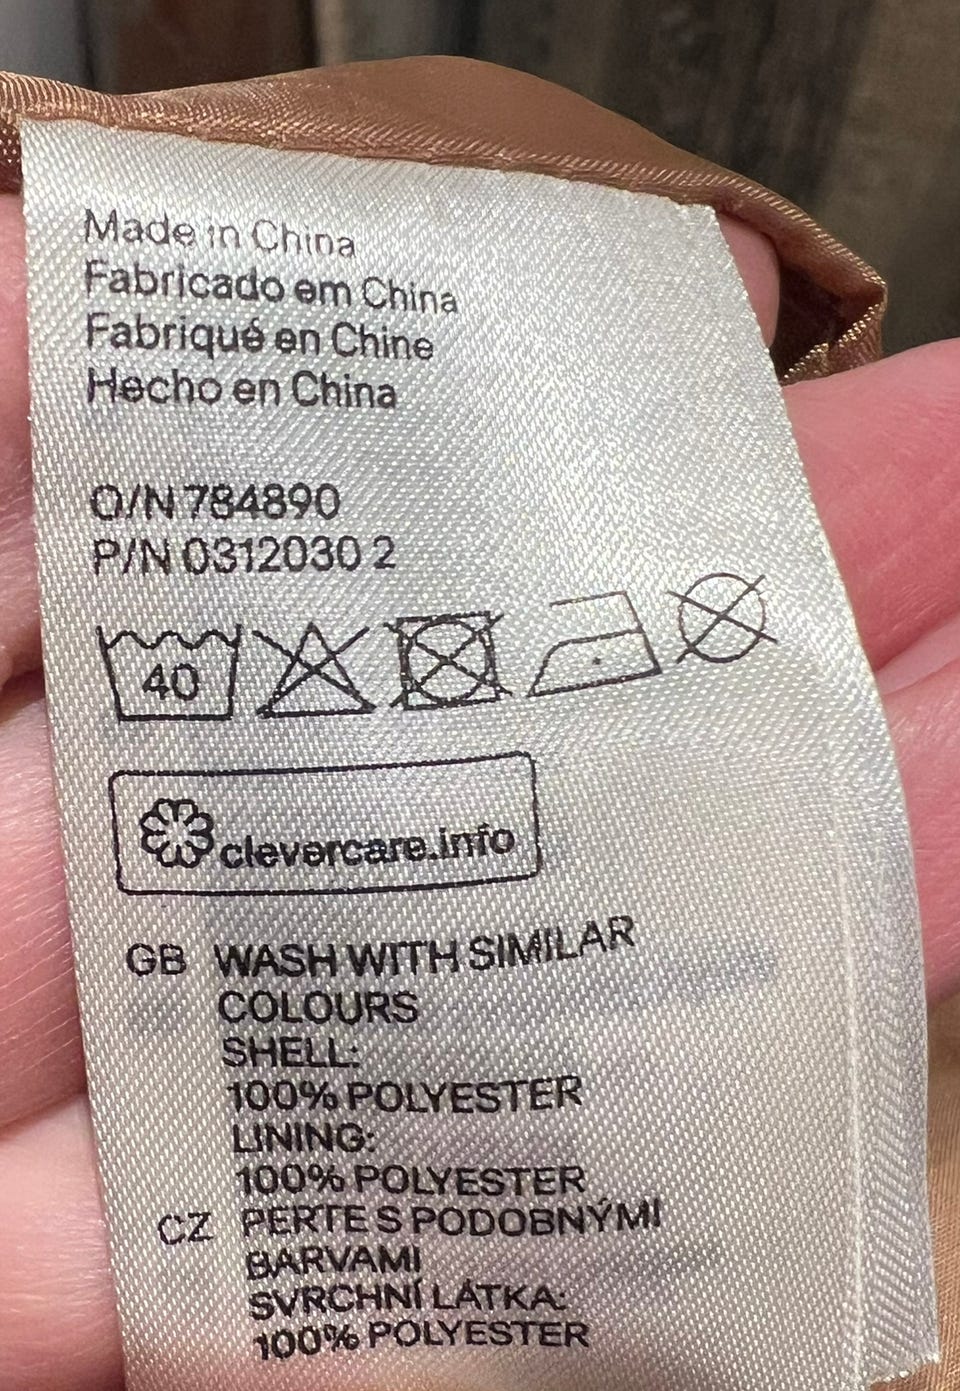 Made in China
Fabricado em China
Fabriqué en Chine
Hecho en China
O/N 784890
P/N 0312030 2
40
clevercare.info
GB WASH WITH SIMILAR
COLOURS
SHELL:
100% POLYESTER
LINING:
100% POLYESTER
CZ PERTE S PODOBNÝMI
BARVAMI
SVRCHNÍ LÁTKA:
100% POLYESTER